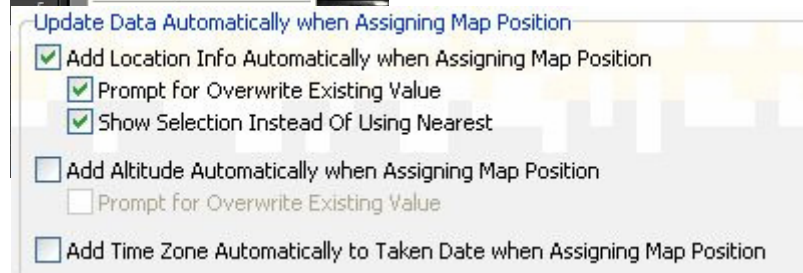 Update Data Automatically when Assigning Map Position
Add Location Info Automatically when Assigning Map Position
Prompt for Overwrite Existing Value
Show Selection Instead Of Using Nearest
Add Altitude Automatically when Assigning Map Position
Prompt for Overwrite Existing Value
Add Time Zone Automatically to Taken Date when Assigning Map Position